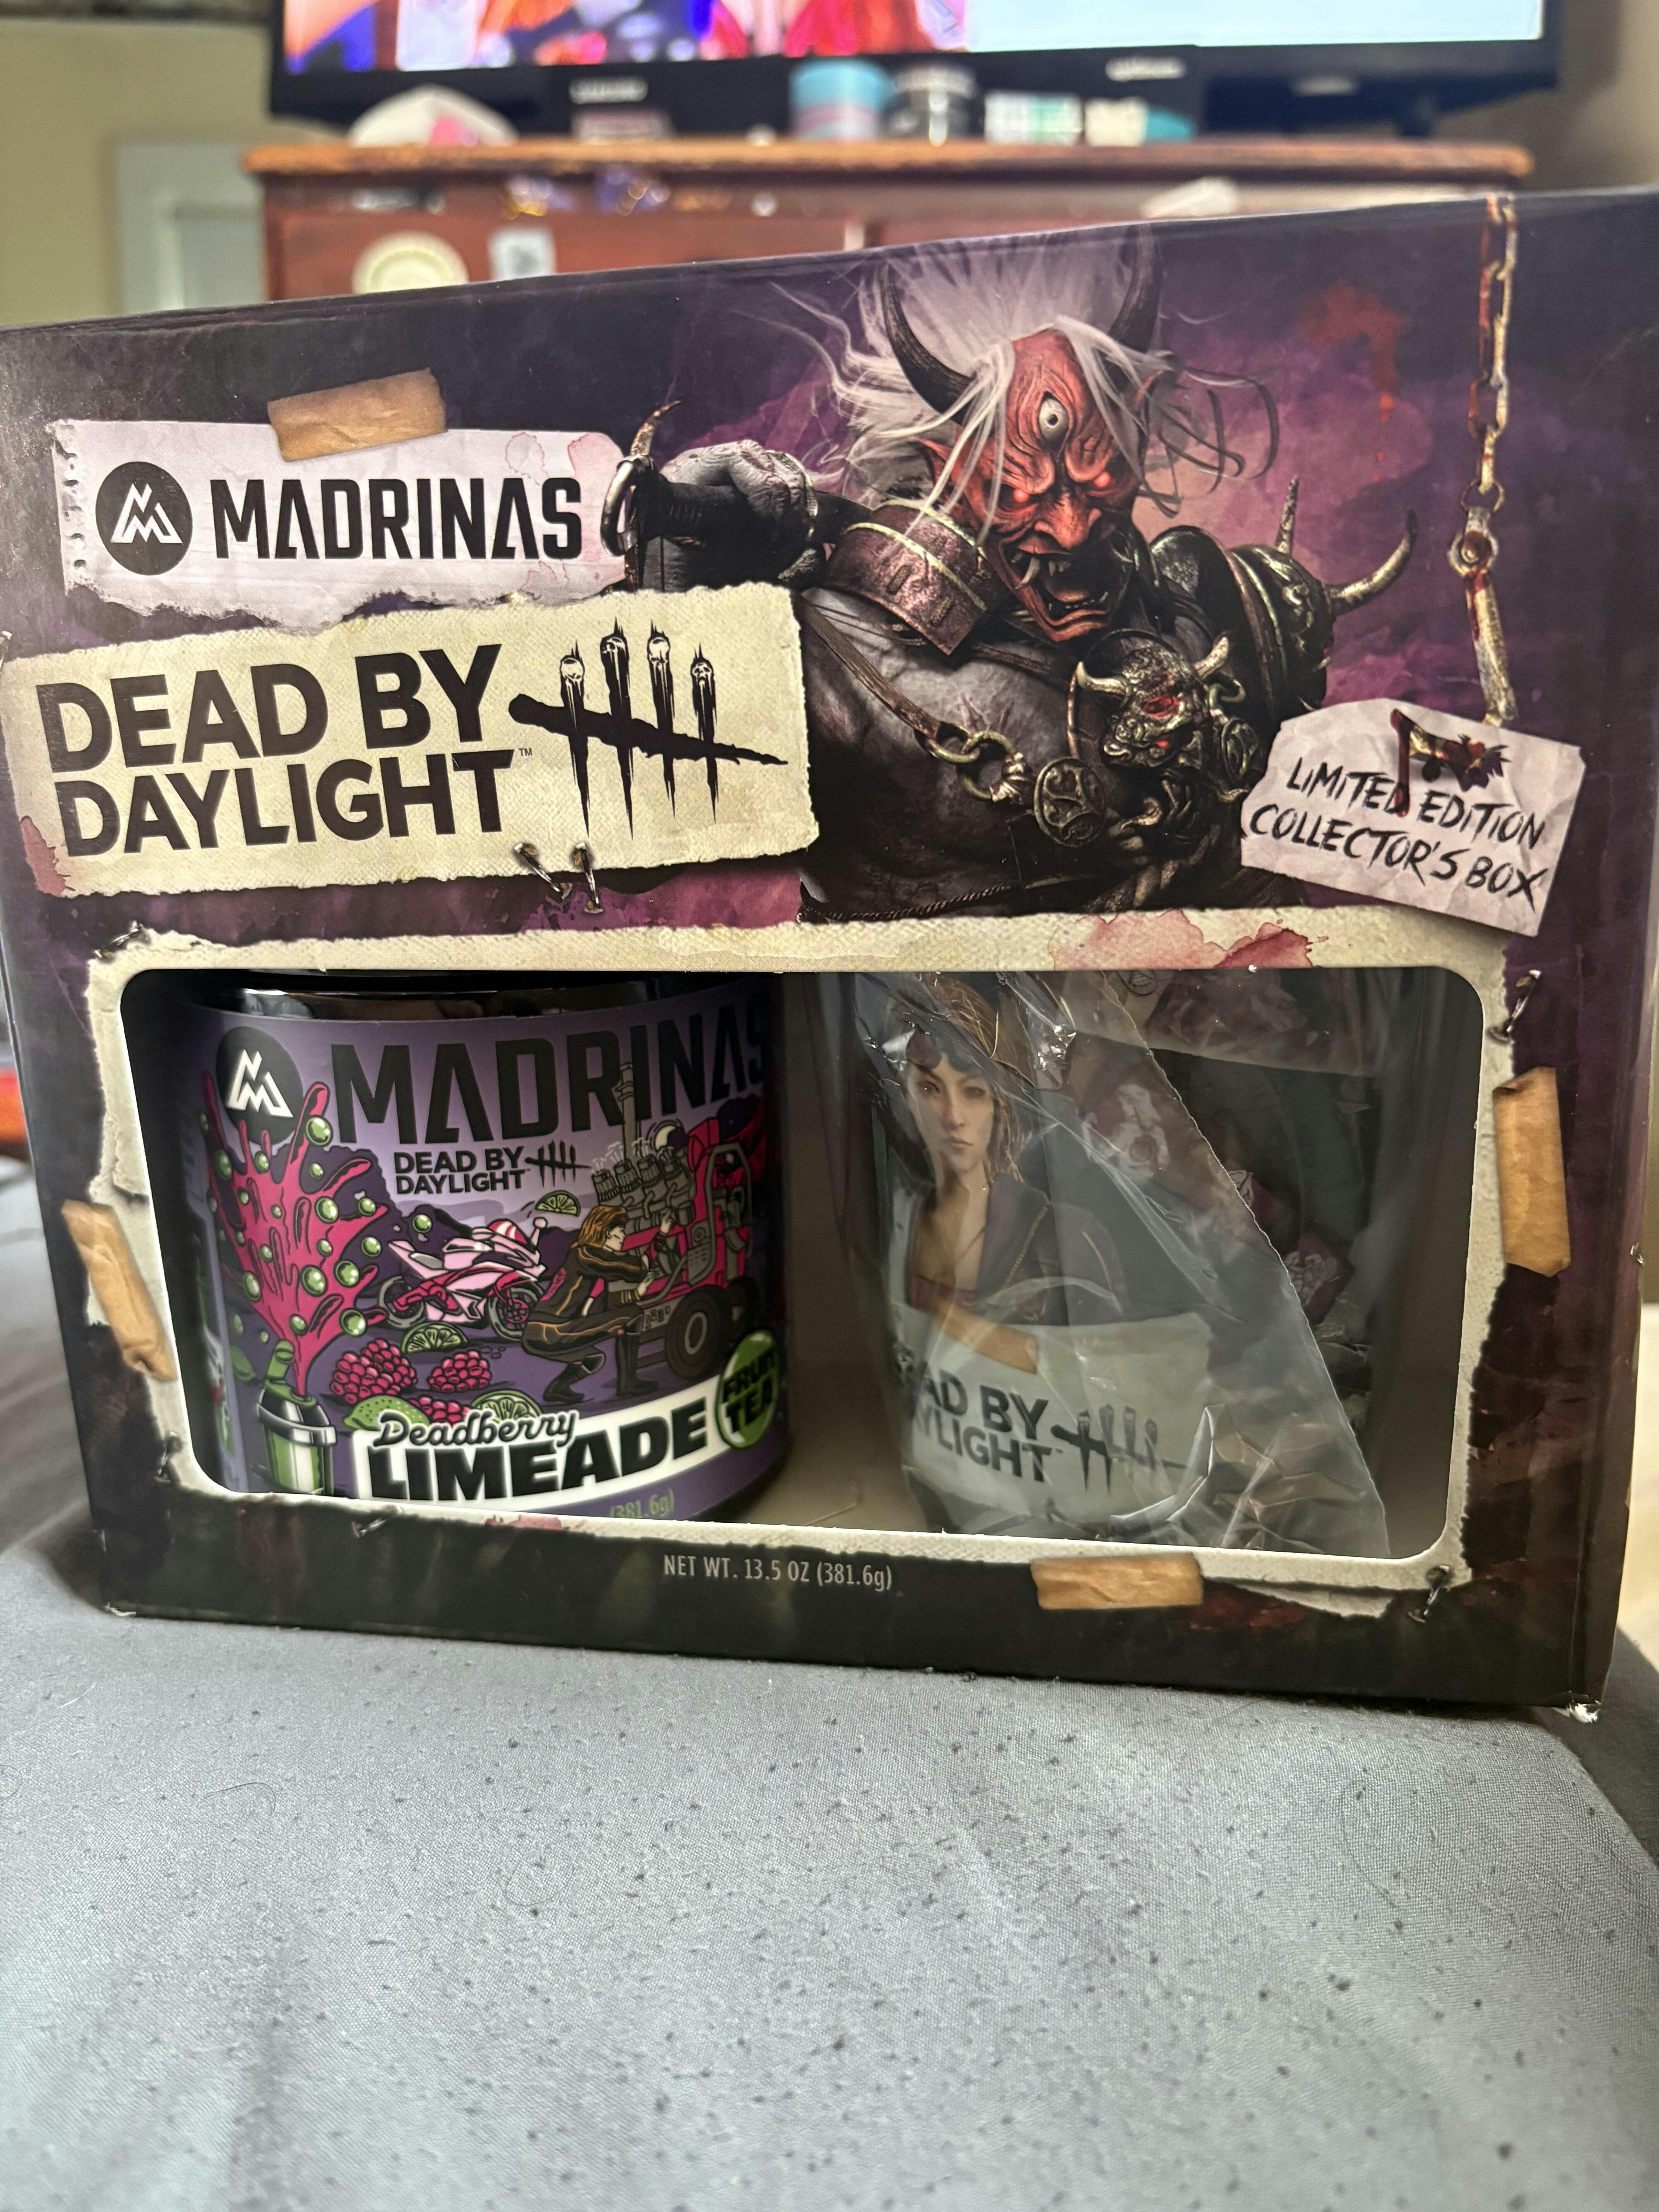 MADRINAS
DEAD BY
DAYLIGHT™
LIMITED EDITION
COLLECTOR'S BOX
MADRINAS
DEAD BY
DAYLIGHT
FRUIT
TEA
Deadberry
LIMEADE
(381.6g)
AD BY
YLIGHT
NET WT. 13.5 OZ (381.6g)